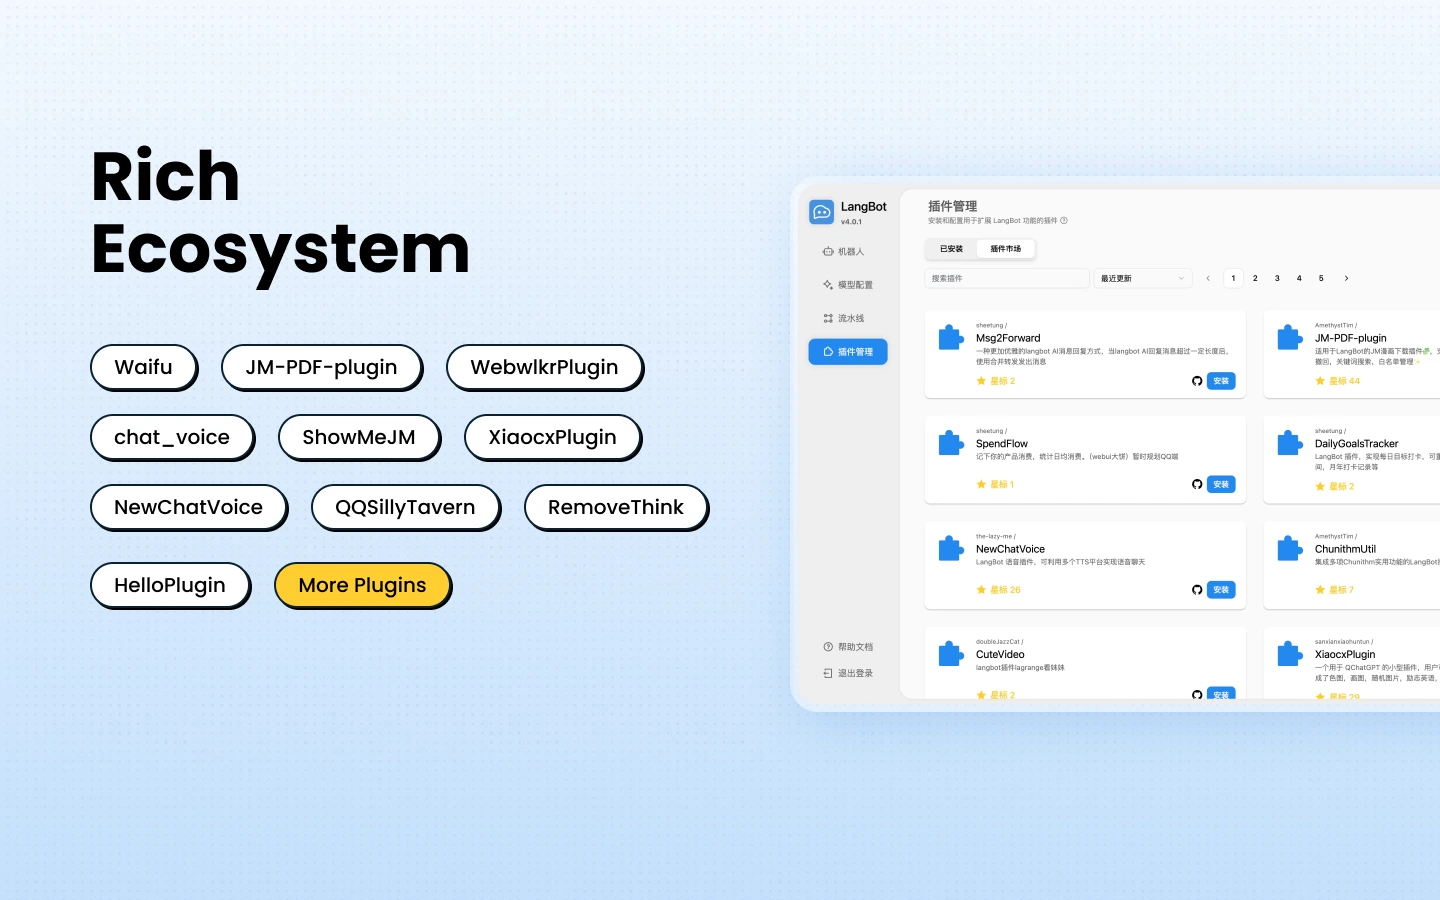 Rich
Ecosystem
Waifu
JM-PDF-plugin
WebwlkrPlugin
chat_voice
ShowMeJM
XiaocxPlugin
NewChatVoice
QQSillyTavern
RemoveThink
HelloPlugin
More Plugins
LangBot
v4.0.1
机器人
模型配置
流水线
插件管理
帮助文档
退出登录
插件管理
安装和配置用于扩展 LangBot 功能的插件
已安装
插件市场
搜索插件
最近更新
1 2 3 4 5
sheetung /
Msg2Forward
一种更加优雅的langbot AI消息回复方式，当langbot AI回复消息超过一定长度后，
使用合并转发发出消息
星标 2
安装
AmethystTim /
JM-PDF-plugin
适用于LangBot的JM漫画下载插件
撤回、关键词搜索、白名单管理
星标 44
sheetung /
SpendFlow
记下你的产品消费，统计日均消费。（webui大饼）暂时规划QQ端
星标 1
安装
sheetung /
DailyGoalsTracker
LangBot 插件，实现每日目标打卡，可重
间，月年打卡记录等
星标 2
the-lazy-me /
NewChatVoice
LangBot 语音插件，可利用多个TTS平台实现语音聊天
星标 26
安装
AmethystTim /
ChunithmUtil
集成多项Chunithm实用功能的LangBot
星标 7
doubleJazzCat /
CuteVideo
langbot插件lagrange看妹妹
星标 2
安装
sanxianxiaohuntun /
XiaocxPlugin
一个用于 QChatGPT 的小型插件，用户
成了色图，画图，随机图片，励志英语，
星标 29